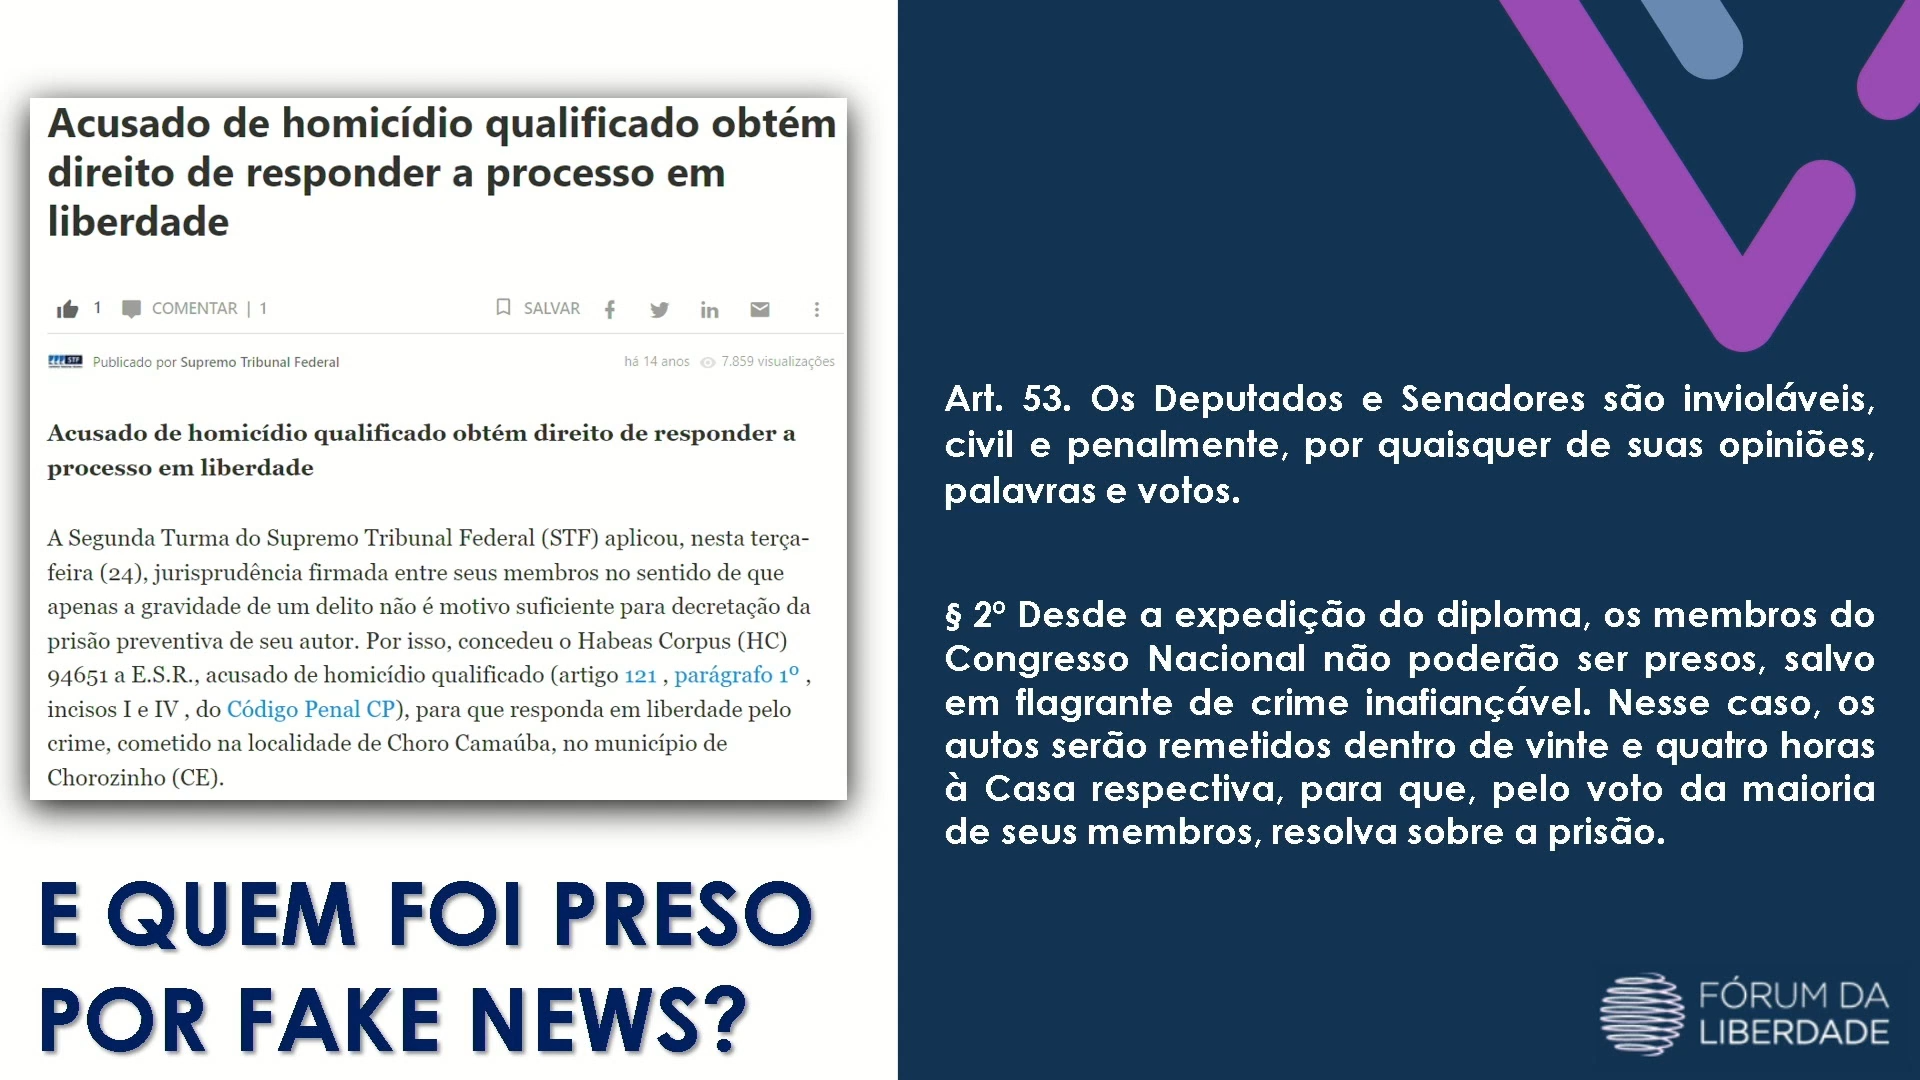 Acusado de homicídio qualificado obtém
direito de responder a processo em
liberdade
1 COMENTAR | 1 SALVAR
STF Publicado por Supremo Tribunal Federal há 14 anos 7.859 visualizações
Acusado de homicídio qualificado obtém direito de responder a
processo em liberdade
A Segunda Turma do Supremo Tribunal Federal (STF) aplicou, nesta terça-
feira (24), jurisprudência firmada entre seus membros no sentido de que
apenas a gravidade de um delito não é motivo suficiente para decretação da
prisão preventiva de seu autor. Por isso, concedeu o Habeas Corpus (HC)
94651 a E.S.R., acusado de homicídio qualificado (artigo 121 , parágrafo 1º ,
incisos I e IV , do Código Penal CP), para que responda em liberdade pelo
crime, cometido na localidade de Choro Camaúba, no município de
Chorozinho (CE).
E QUEM FOI PRESO
POR FAKE NEWS?
Art. 53. Os Deputados e Senadores são invioláveis,
civil e penalmente, por quaisquer de suas opiniões,
palavras e votos.
§ 2º Desde a expedição do diploma, os membros do
Congresso Nacional não poderão ser presos, salvo
em flagrante de crime inafiançável. Nesse caso, os
autos serão remetidos dentro de vinte e quatro horas
à Casa respectiva, para que, pelo voto da maioria
de seus membros, resolva sobre a prisão.
FÓRUM DA
LIBERDADE